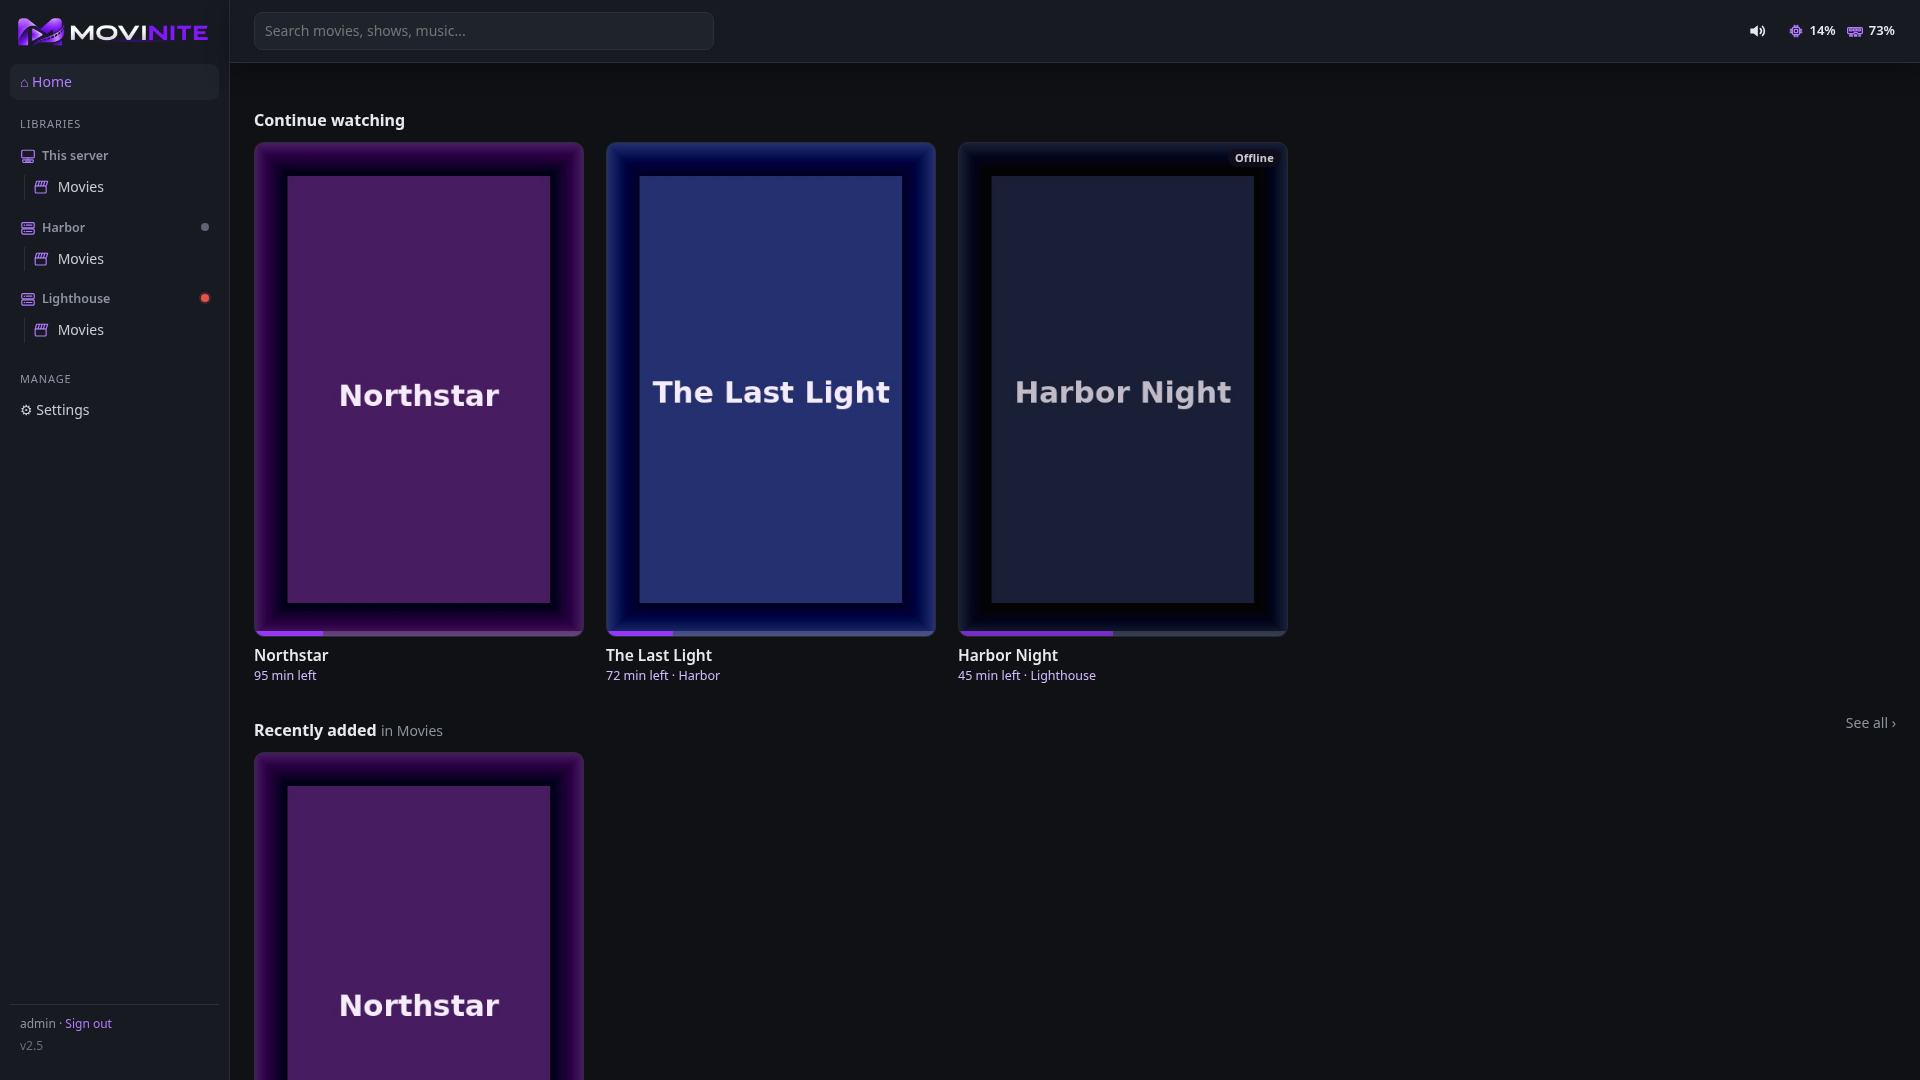 MOVINITE
Search movies, shows, music...
14%
73%
⌂ Home
LIBRARIES
This server
Movies
Harbor
Movies
Lighthouse
Movies
MANAGE
⚙ Settings
admin · Sign out
v2.5
Continue watching
Northstar
The Last Light
Offline
Harbor Night
Northstar
95 min left
The Last Light
72 min left · Harbor
Harbor Night
45 min left · Lighthouse
Recently added in Movies
See all ›
Northstar